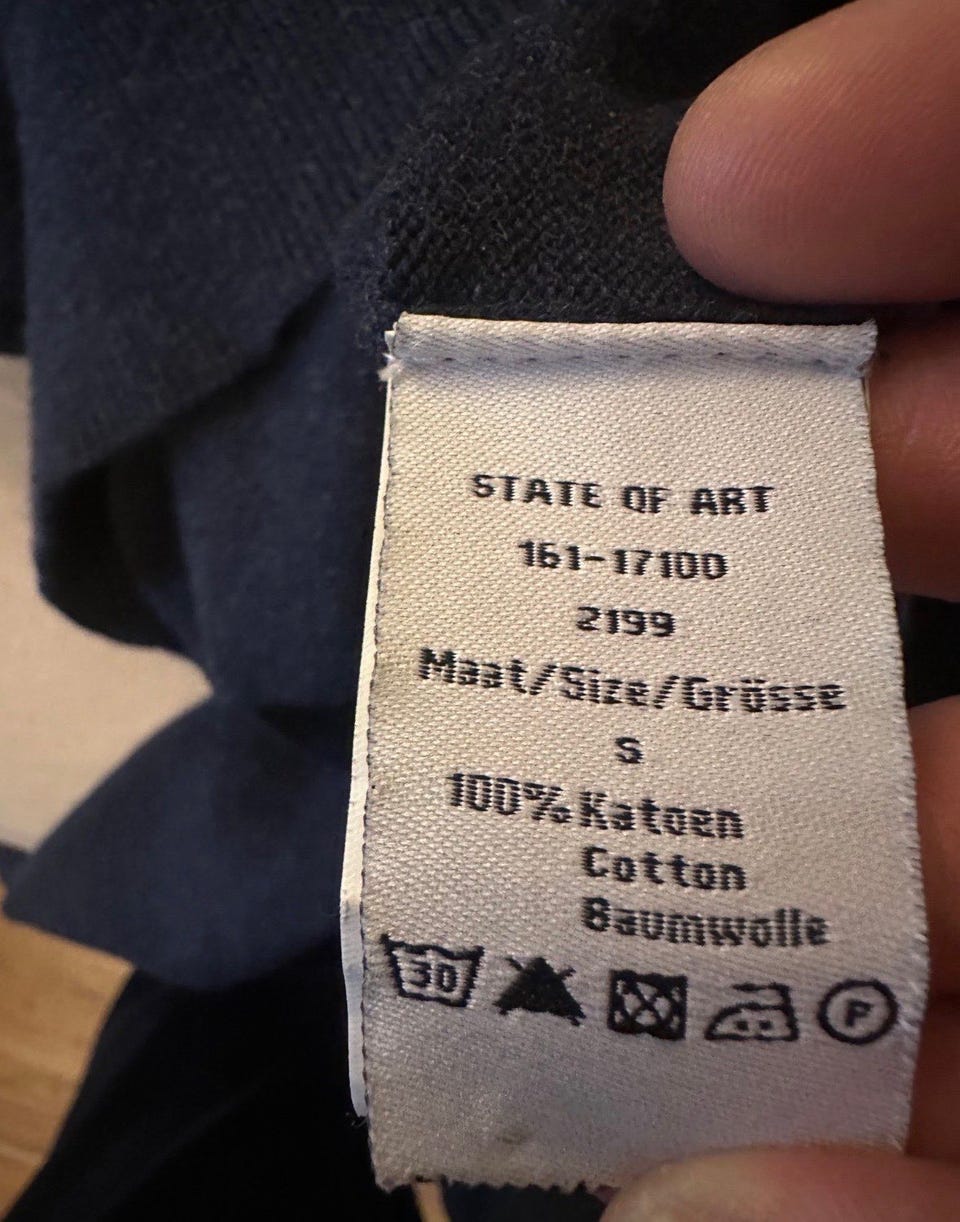 STATE OF ART
161-17100
2199
Maat/Size/Grösse
S
100% Katoen
Cotton
Baumwolle
30 P